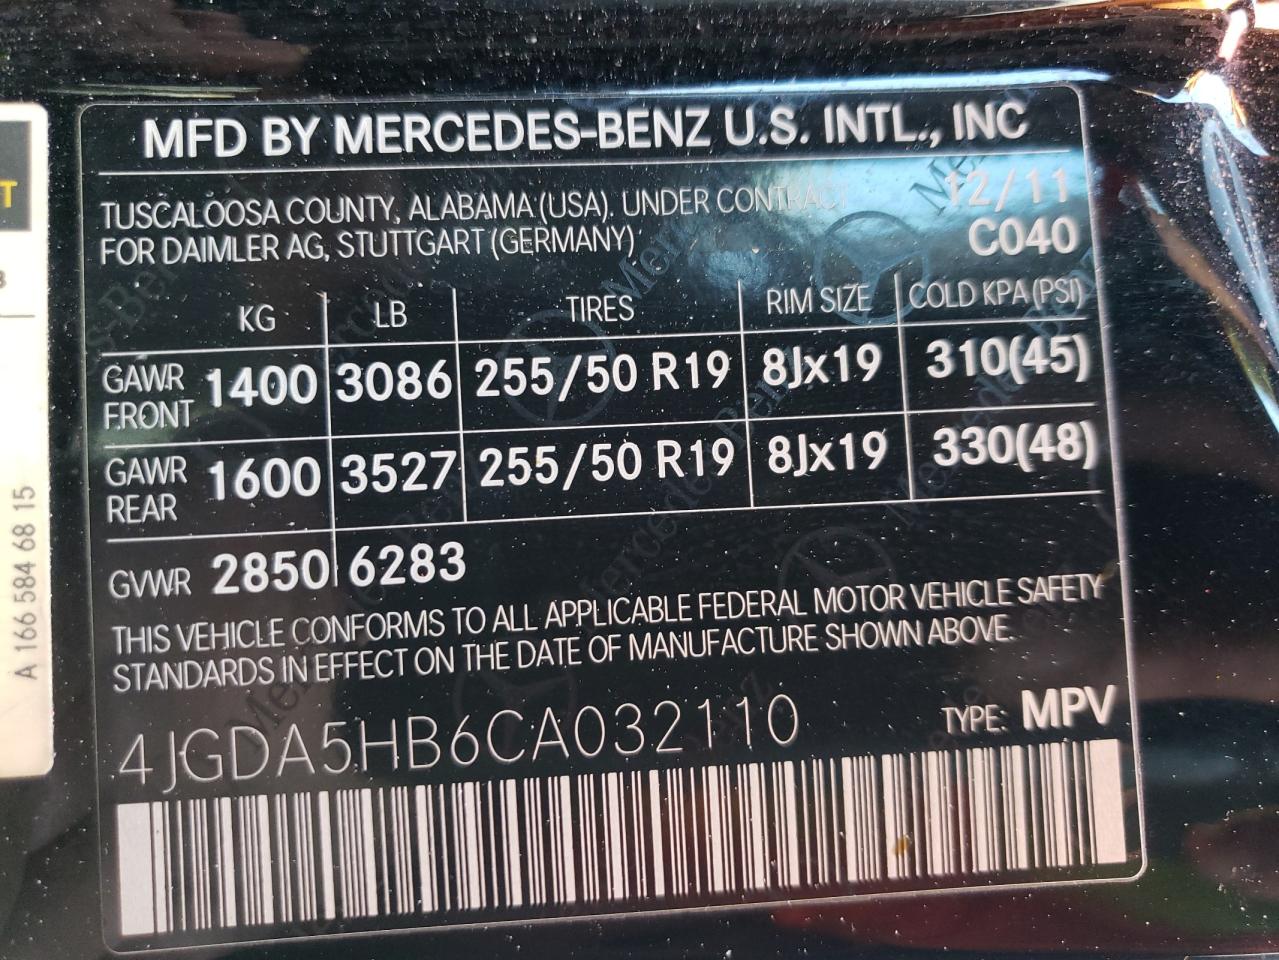 MFD BY MERCEDES-BENZ U.S. INTL., INC
TUSCALOOSA COUNTY, ALABAMA (USA). UNDER CONTRACT 12/11
FOR DAIMLER AG, STUTTGART (GERMANY) C040
KG LB TIRES RIM SIZE COLD KPA (PSI)
GAWR FRONT 1400 3086 255/50 R19 8Jx19 310(45)
GAWR REAR 1600 3527 255/50 R19 8Jx19 330(48)
GVWR 2850 6283
THIS VEHICLE CONFORMS TO ALL APPLICABLE FEDERAL MOTOR VEHICLE SAFETY
STANDARDS IN EFFECT ON THE DATE OF MANUFACTURE SHOWN ABOVE.
4JGDA5HB6CA032110 TYPE: MPV
A 166 584 68 15